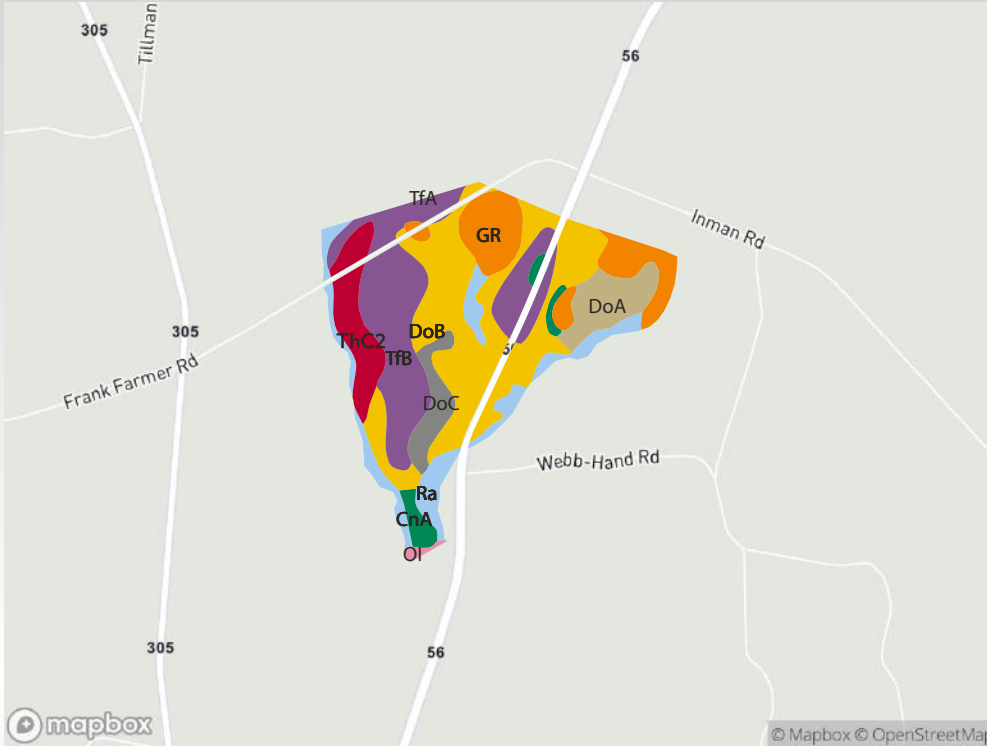 305
Tillman
56
TfA
GR
Inman Rd
DoA
305
DoB
ThC2
TfB
Frank Farmer Rd
DoC
Webb-Hand Rd
Ra
CnA
Ol
305
56
mapbox
© Mapbox © OpenStreetMap